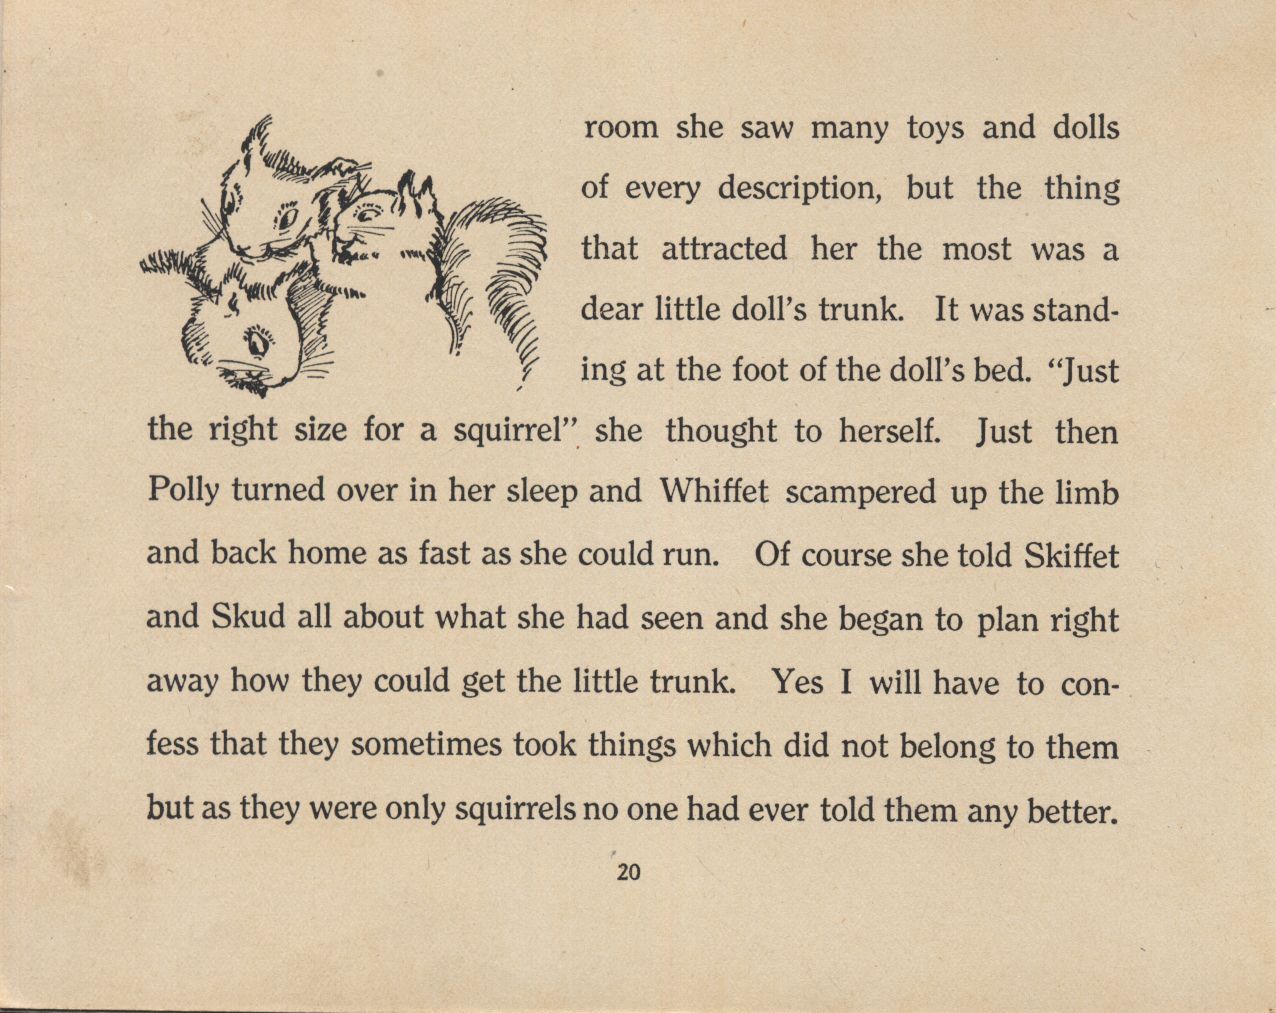 room she saw many toys and dolls
of every description, but the thing
that attracted her the most was a
dear little doll's trunk. It was stand-
ing at the foot of the doll's bed. “Just
the right size for a squirrel” she thought to herself. Just then
Polly turned over in her sleep and Whiffet scampered up the limb
and back home as fast as she could run. Of course she told Skiffet
and Skud all about what she had seen and she began to plan right
away how they could get the little trunk. Yes I will have to con-
fess that they sometimes took things which did not belong to them
but as they were only squirrels no one had ever told them any better.
20